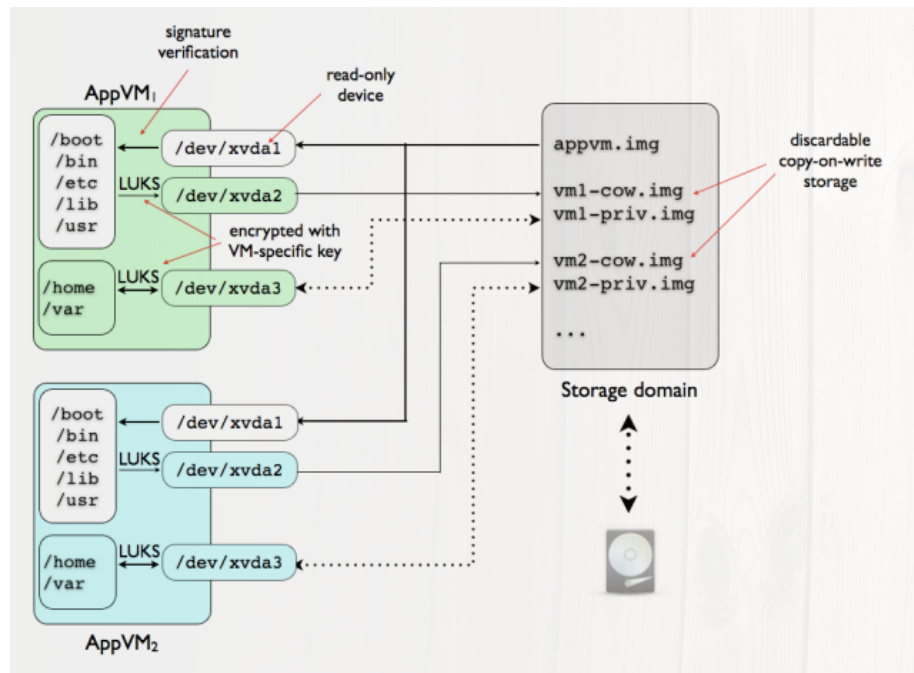 signature
verification
read-only
device
AppVM₁
/boot
/bin
/etc
/lib
/usr
/dev/xvda1
LUKS
/dev/xvda2
encrypted with
VM-specific key
/home
/var
LUKS
/dev/xvda3
appvm.img
vm1-cow.img
vm1-priv.img
vm2-cow.img
vm2-priv.img
...
discardable
copy-on-write
storage
Storage domain
/boot
/bin
/etc
/lib
/usr
/dev/xvda1
LUKS
/dev/xvda2
/home
/var
LUKS
/dev/xvda3
AppVM₂